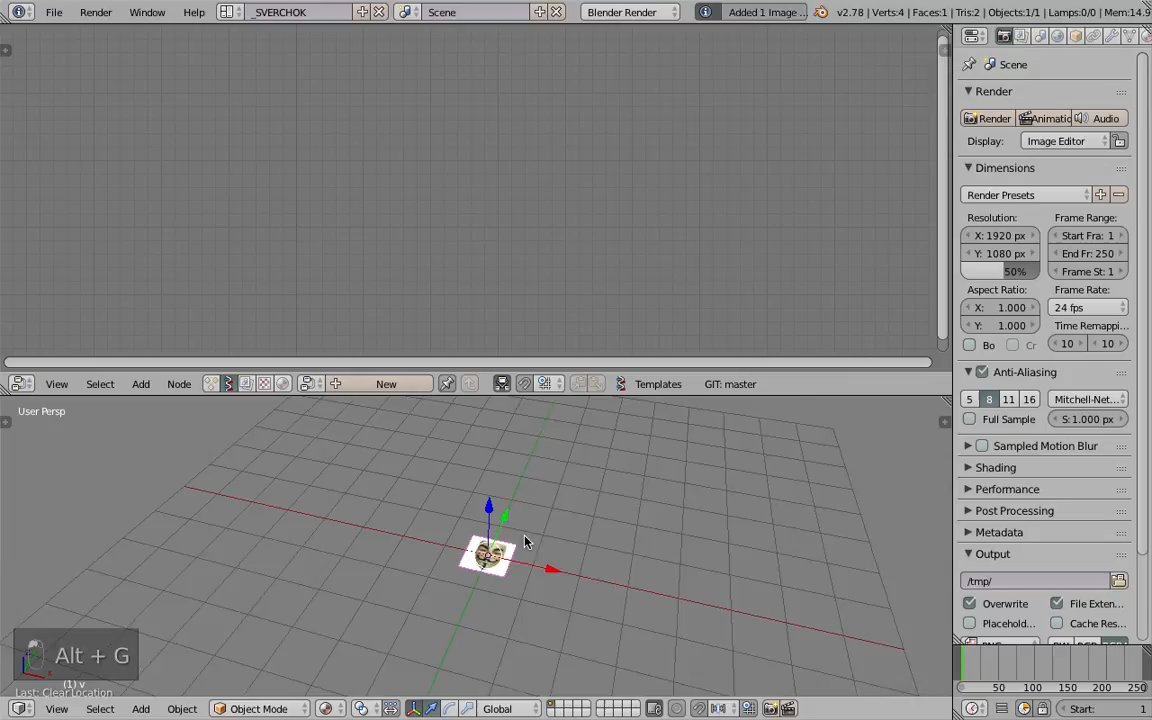 File Render Window Help _SVERCHOK Scene Blender Render Added 1 Image ... v2.78 | Verts:4 | Faces:1 | Tris:2 | Objects:1/1 | Lamps:0/0 | Mem:14.9
Scene
Render
Render Animatic Audio
Display: Image Editor
Dimensions
Render Presets
Resolution: Frame Range:
X: 1920 px Start Fra: 1
Y: 1080 px End Fr: 250
50% Frame St: 1
Aspect Ratio: Frame Rate:
X: 1.000 24 fps
Y: 1.000 Time Remappi...
Bo Cr 10 10
Anti-Aliasing
5 8 11 16 Mitchell-Net...
Full Sample S: 1.000 px
Sampled Motion Blur
Shading
Performance
Post Processing
Metadata
Output
/tmp/
Overwrite File Exten...
Placehold... Cache Res...
View Select Add Node New Templates GIT: master
User Persp
Alt + G
(1) v
Last: Clear Location
View Select Add Object Object Mode Global
50 100 150 200 250
Start: 1